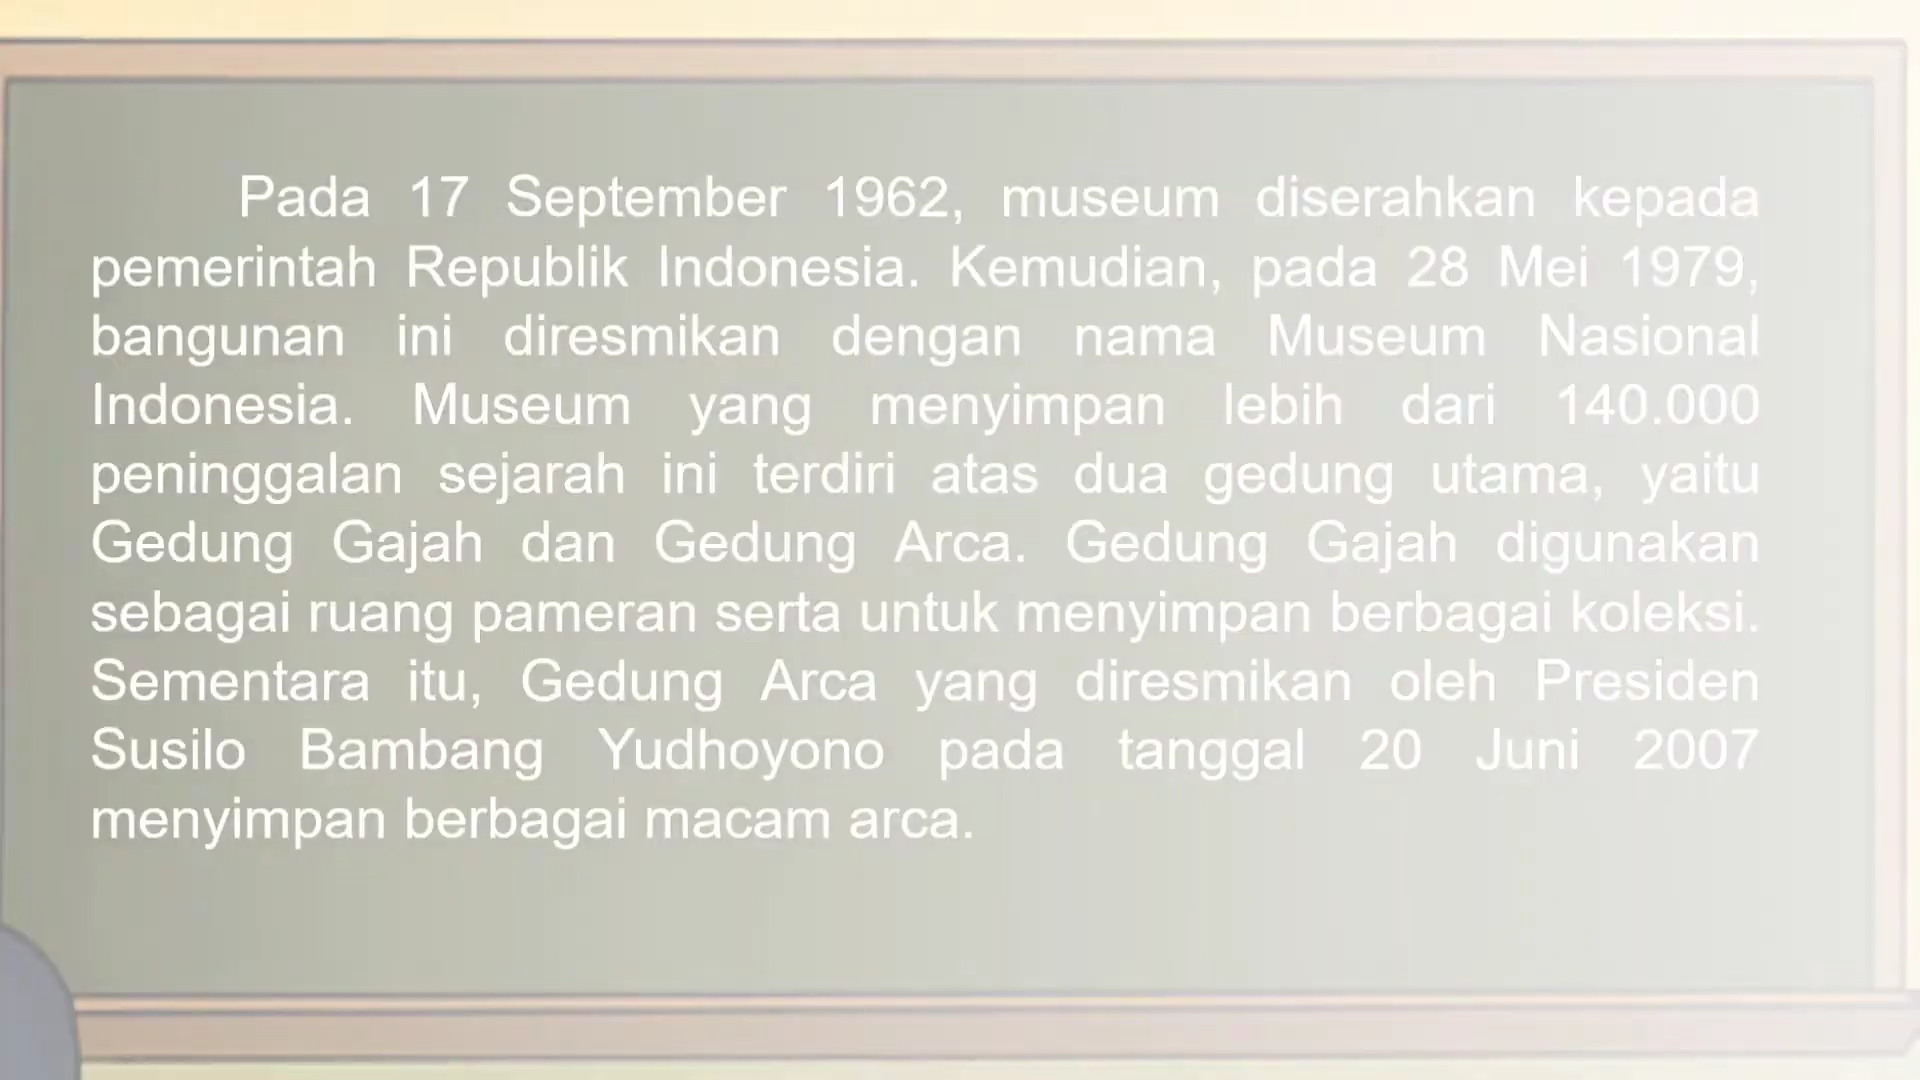 Pada 17 September 1962, museum diserahkan kepada
pemerintah Republik Indonesia. Kemudian, pada 28 Mei 1979,
bangunan ini diresmikan dengan nama Museum Nasional
Indonesia. Museum yang menyimpan lebih dari 140.000
peninggalan sejarah ini terdiri atas dua gedung utama, yaitu
Gedung Gajah dan Gedung Arca. Gedung Gajah digunakan
sebagai ruang pameran serta untuk menyimpan berbagai koleksi.
Sementara itu, Gedung Arca yang diresmikan oleh Presiden
Susilo Bambang Yudhoyono pada tanggal 20 Juni 2007
menyimpan berbagai macam arca.